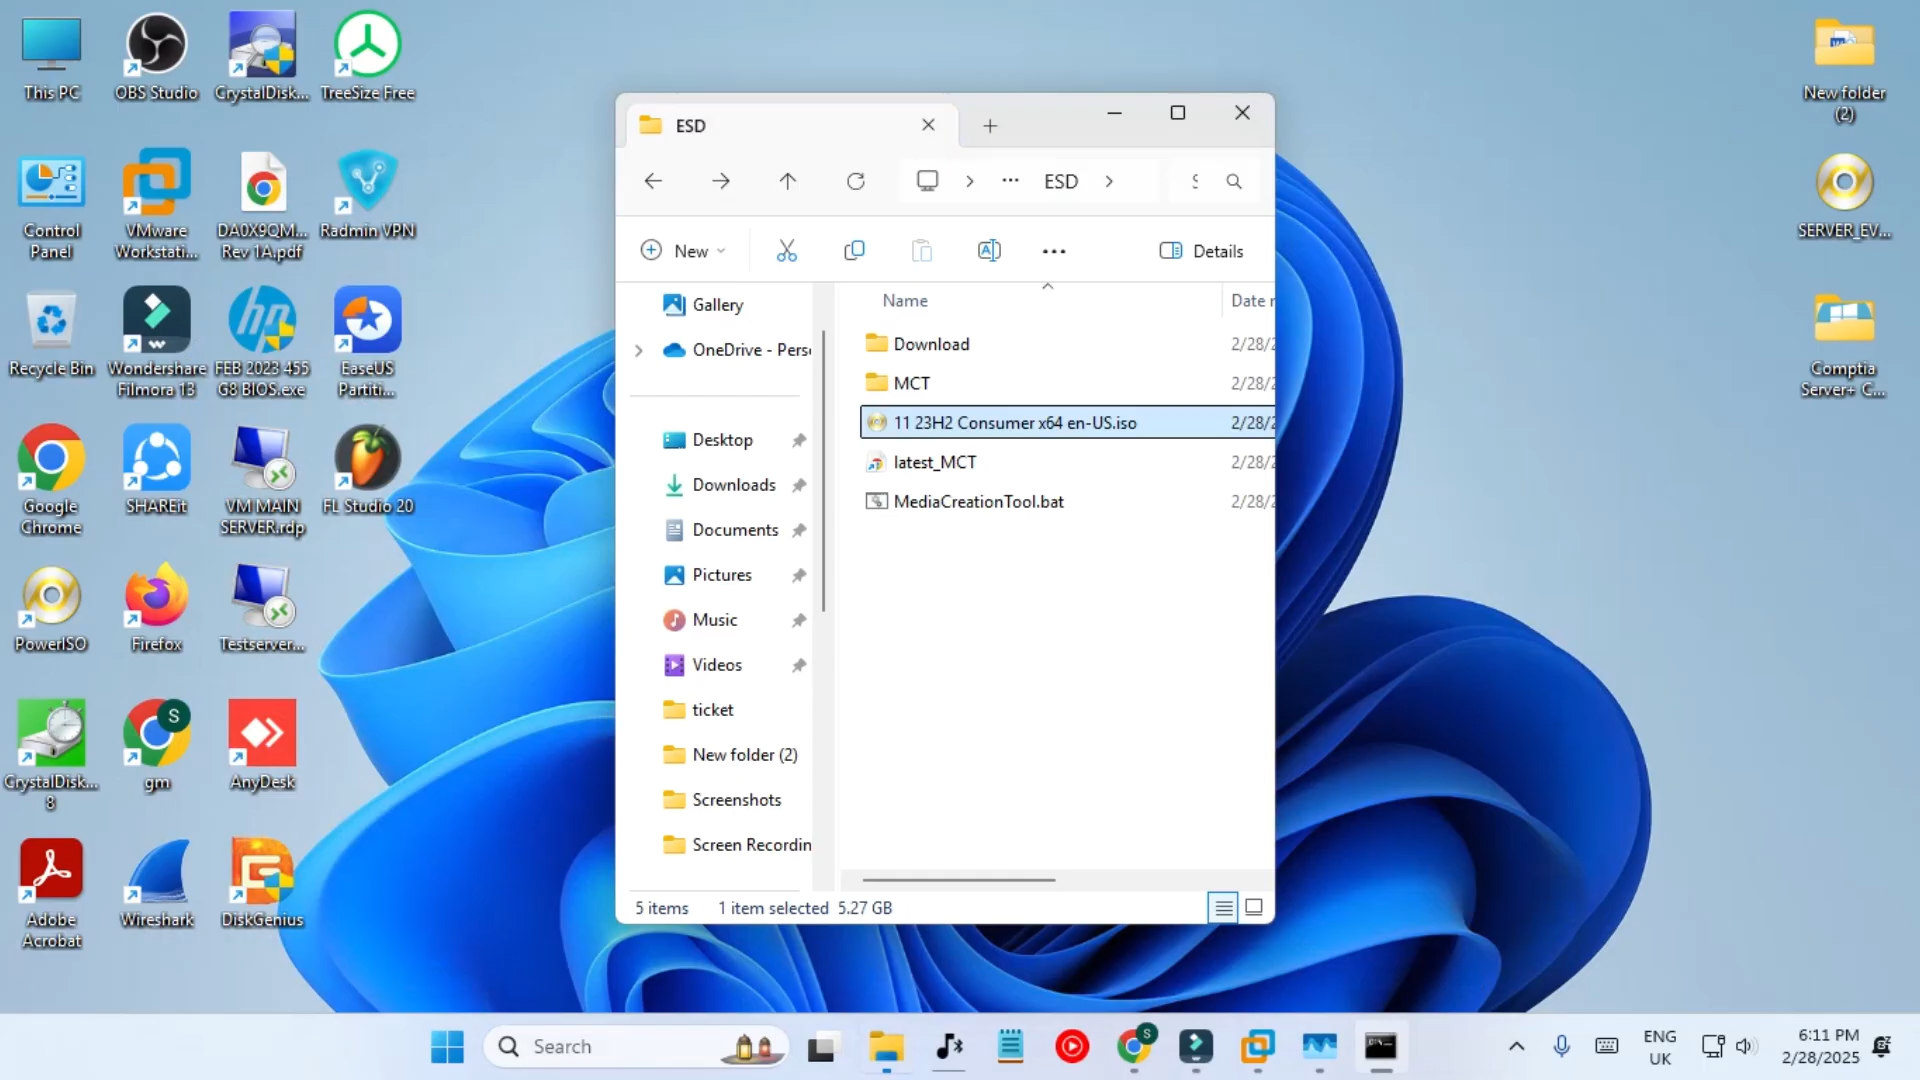 This PC
OBS Studio
CrystalDisk...
TreeSize Free
Control
Panel
VMware
Workstati...
DA0X9QM...
Rev 1A.pdf
Radmin VPN
Recycle Bin
Wondershare
Filmora 13
FEB 2023 455
G8 BIOS.exe
EaseUS
Partiti...
Google
Chrome
SHAREit
VM MAIN
SERVER.rdp
FL Studio 20
PowerISO
Firefox
Testserver...
CrystalDisk...
8
S
gm
AnyDesk
Adobe
Acrobat
Wireshark
DiskGenius
ESD
ESD
New
Details
Gallery
OneDrive - Pers
Desktop
Downloads
Documents
Pictures
Music
Videos
ticket
New folder (2)
Screenshots
Screen Recordin
Name
Date
Download
2/28/2
MCT
2/28/2
11 23H2 Consumer x64 en-US.iso
2/28/2
latest_MCT
2/28/2
MediaCreationTool.bat
2/28/2
5 items
1 item selected 5.27 GB
New folder
(2)
SERVER_EV...
Comptia
Server+ C...
Search
S
ENG
UK
6:11 PM
2/28/2025